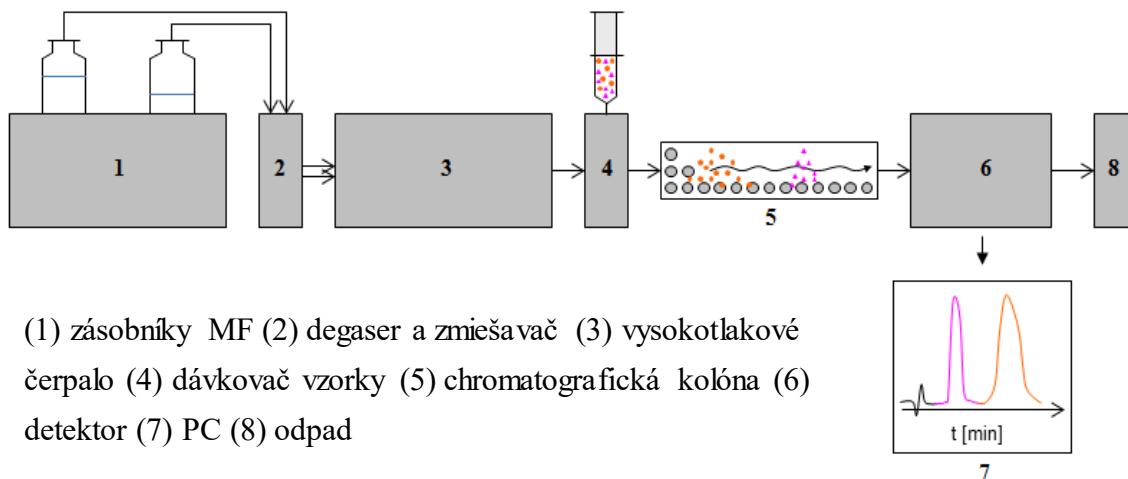 1
2
3
4
5
6
8
(1) zásobníky MF (2) degaser a zmiešavač (3) vysokotlakové
čerpalo (4) dávkovač vzorky (5) chromatografická kolóna (6)
detektor (7) PC (8) odpad
t [min]
7